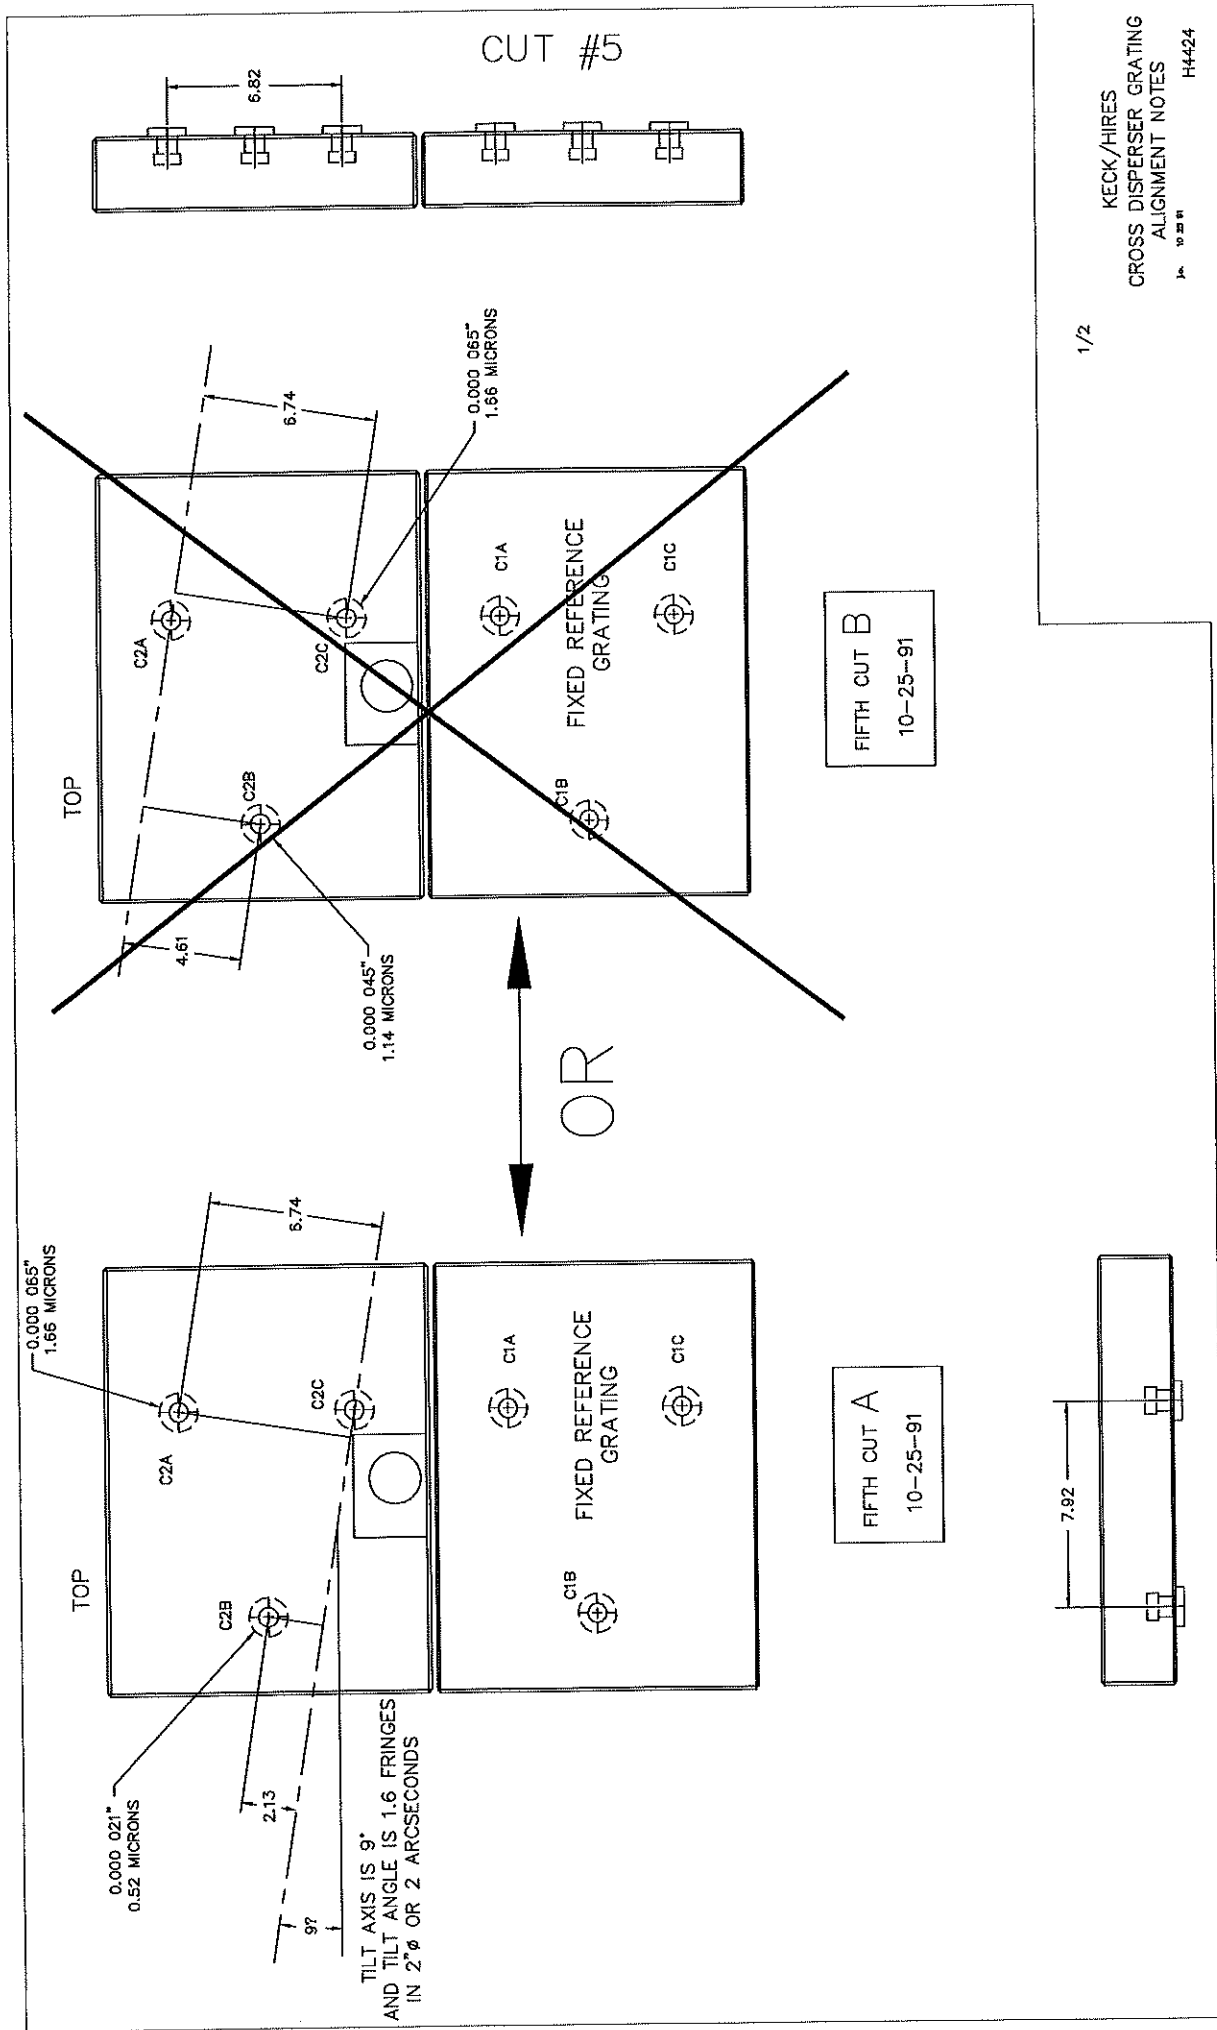 CUT #5
6.82
TOP
C2A
C2B
C2C
6.74
4.61
0.000 065"
1.66 MICRONS
0.000 045"
1.14 MICRONS
FIXED REFERENCE
GRATING
C1A
C1B
C1C
FIFTH CUT B
10-25-91
OR
TOP
0.000 065"
1.66 MICRONS
C2A
C2B
C2C
6.74
0.000 021"
0.52 MICRONS
2.13
9?
TILT AXIS IS 9°
AND TILT ANGLE IS 1.6 FRINGES
IN 2"ø OR 2 ARCSECONDS
FIXED REFERENCE
GRATING
C1A
C1B
C1C
FIFTH CUT A
10-25-91
7.92
1/2
KECK/HIRES
CROSS DISPERSER GRATING
ALIGNMENT NOTES
H4424